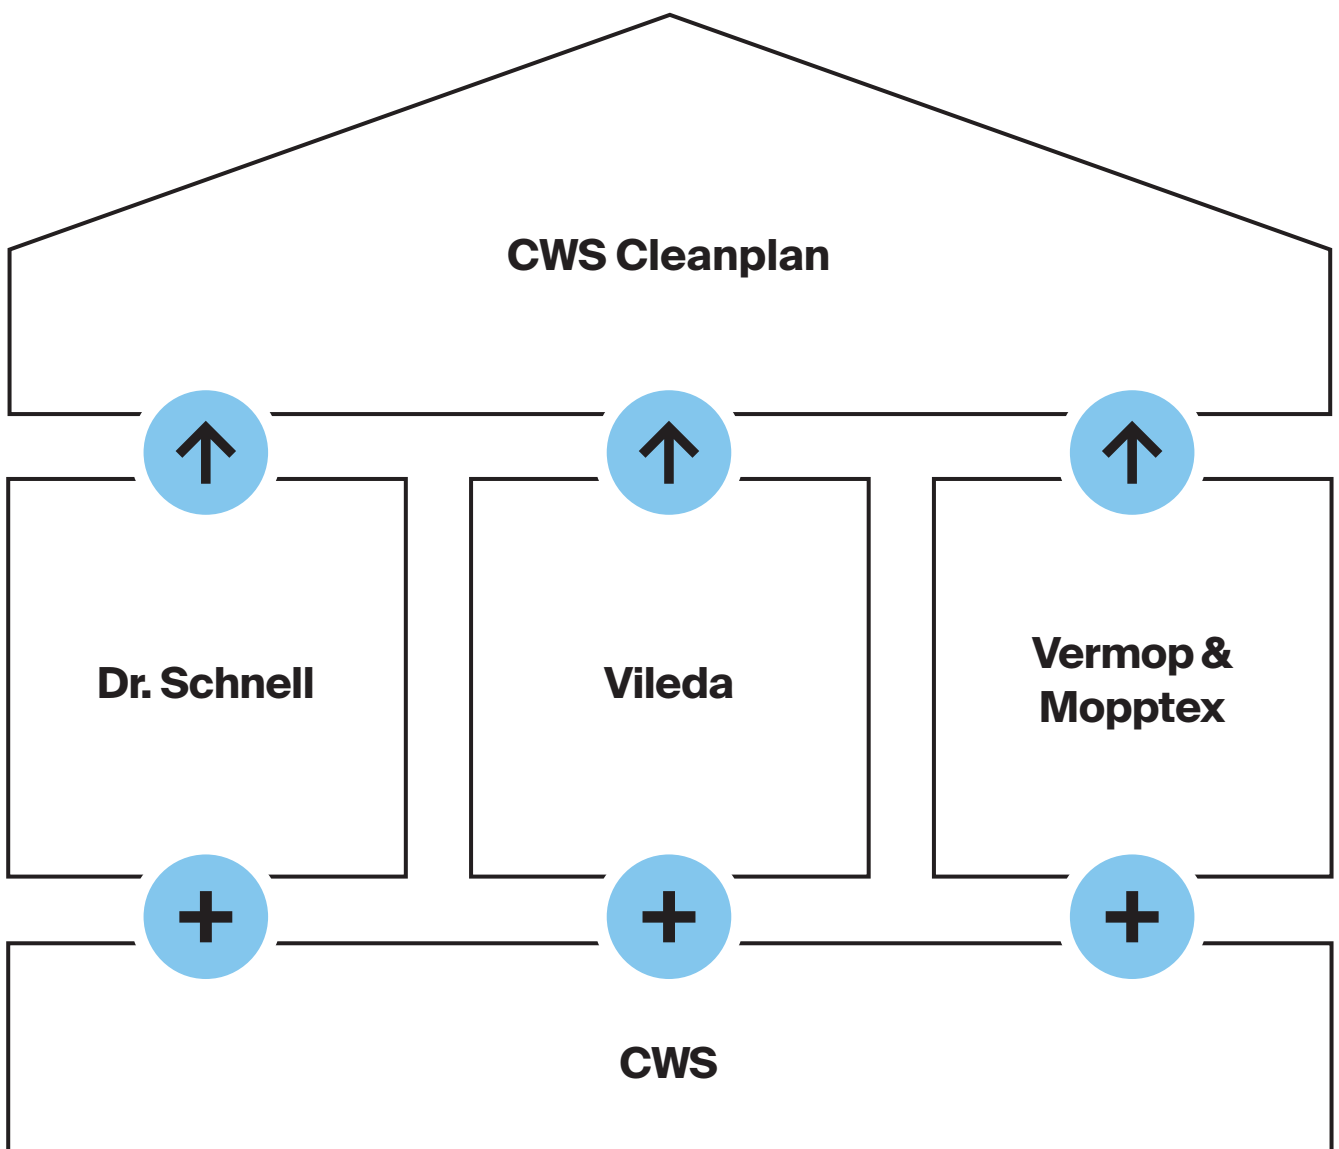 CWS Cleanplan
Dr. Schnell
Vileda
Vermop &
Mopptex
CWS